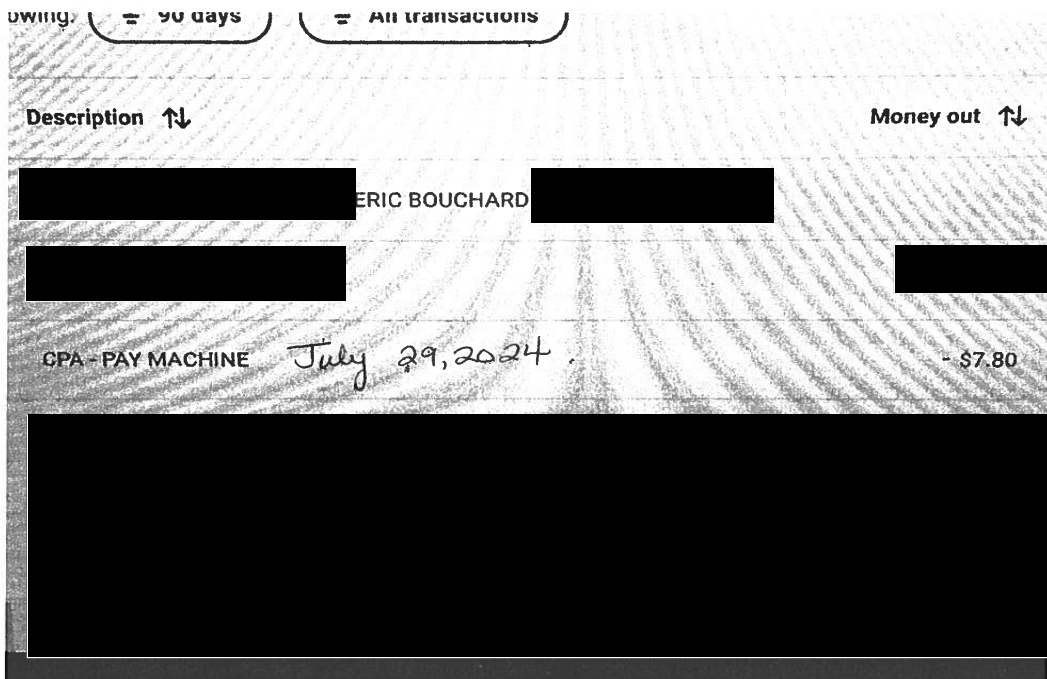 owing: 90 days All transactions
Description Money out
ERIC BOUCHARD
CPA - PAY MACHINE July 29, 2024. - $7.80